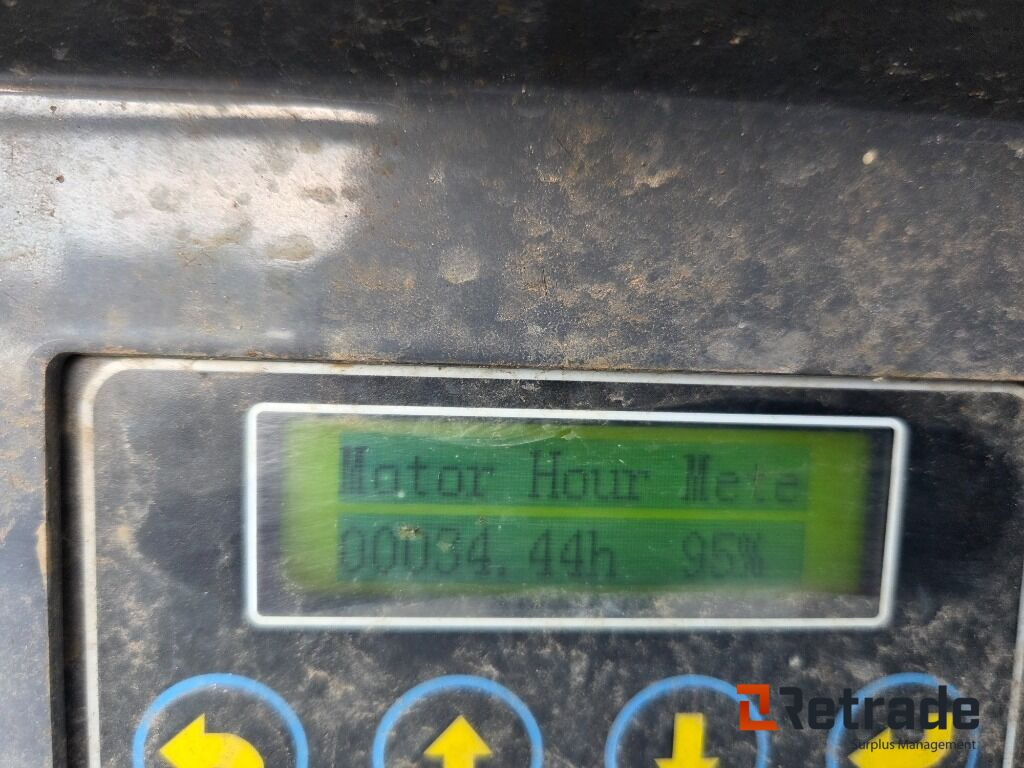 Motor Hour Mete
00034.44h 95%
Retrade
Surplus Management